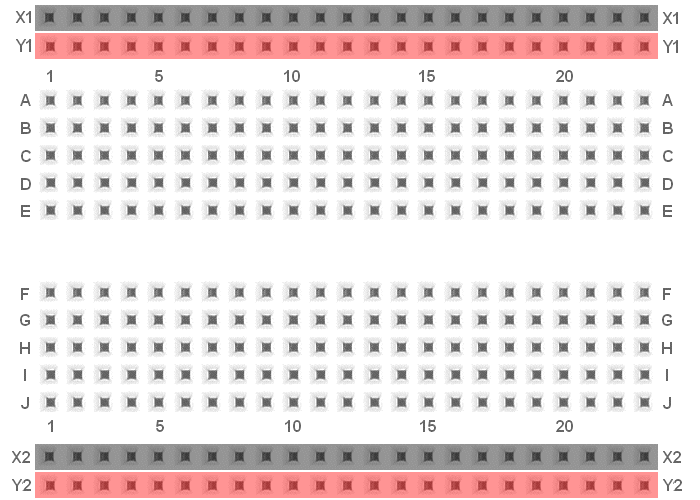 X1 X1
Y1 Y1
1 5 10 15 20
A A
B B
C C
D D
E E
F F
G G
H H
I I
J J
1 5 10 15 20
X2 X2
Y2 Y2